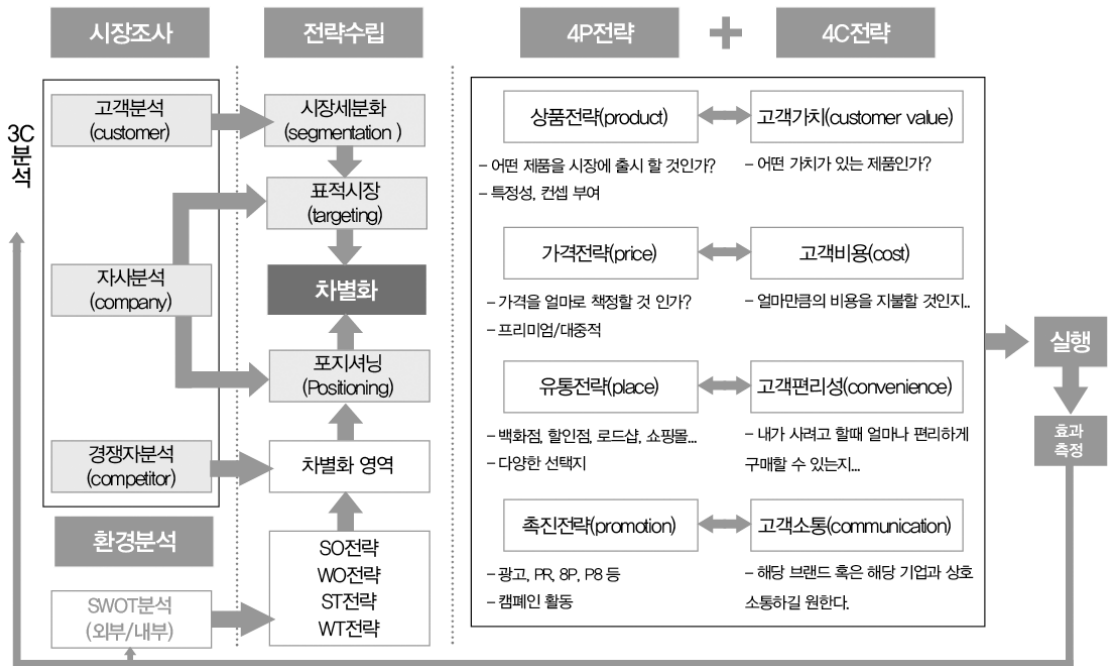 시장조사
전략수립
4P전략
+
4C전략
3C
분석
고객분석
(customer)
자사분석
(company)
경쟁자분석
(competitor)
환경분석
SWOT분석
(외부/내부)
시장세분화
(segmentation )
표적시장
(targeting)
차별화
포지셔닝
(Positioning)
차별화 영역
SO전략
WO전략
ST전략
WT전략
상품전략(product)
고객가치(customer value)
– 어떤 제품을 시장에 출시 할 것인가?
– 특정성, 컨셉 부여
– 어떤 가치가 있는 제품인가?
가격전략(price)
고객비용(cost)
– 가격을 얼마로 책정할 것 인가?
– 프리미엄/대중적
– 얼마만큼의 비용을 지불할 것인지..
유통전략(place)
고객편리성(convenience)
– 백화점, 할인점, 로드샵, 쇼핑몰...
– 다양한 선택지
– 내가 사려고 할때 얼마나 편리하게
구매할 수 있는지...
촉진전략(promotion)
고객소통(communication)
– 광고, PR, 8P, P8 등
– 캠페인 활동
– 해당 브랜드 혹은 해당 기업과 상호
소통하길 원한다.
실행
효과
측정